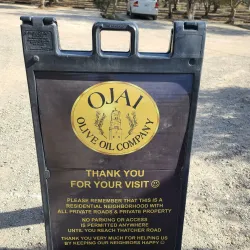 OJAI
OLIVE OIL COMPANY
THANK YOU
FOR YOUR VISIT☺
PLEASE REMEMBER THAT THIS IS A
RESIDENTIAL NEIGHBORHOOD WITH
ALL PRIVATE ROADS & PRIVATE PROPERTY
NO PARKING OR ACCESS
IS PERMITTED ANYWHERE
UNTIL YOU REACH THATCHER ROAD
THANK YOU VERY MUCH FOR HELPING US
BY KEEPING OUR NEIGHBORS HAPPY☺